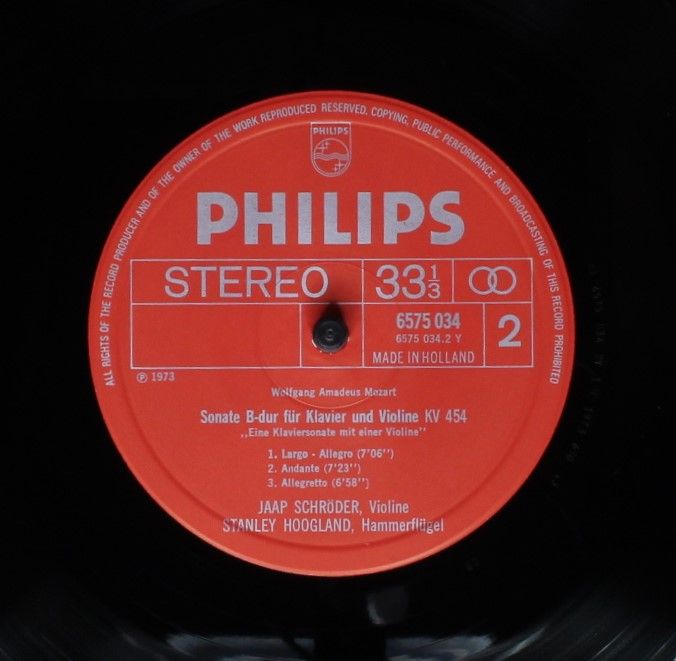 ALL RIGHTS OF THE RECORD PRODUCER AND OF THE OWNER OF THE WORK REPRODUCED RESERVED. COPYING, PUBLIC PERFORMANCE AND BROADCASTING OF THIS RECORD PROHIBITED
PHILIPS
PHILIPS
STEREO 33 1/3
6575 034
6575 034.2 Y
2
MADE IN HOLLAND
℗ 1973
Wolfgang Amadeus Mozart
Sonate B-dur für Klavier und Violine KV 454
„Eine Klaviersonate mit einer Violine"
1. Largo - Allegro (7'06'')
2. Andante (7'23'')
3. Allegretto (6'58'')
JAAP SCHRÖDER, Violine
STANLEY HOOGLAND, Hammerflügel